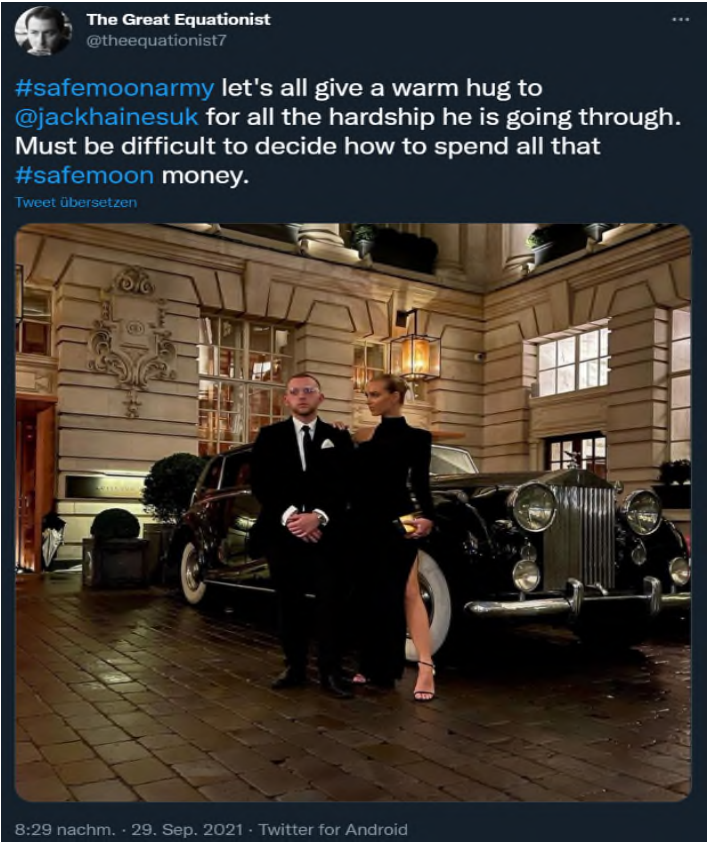 The Great Equationist
@theequationist7
#safemoonarmy let's all give a warm hug to
@jackhainesuk for all the hardship he is going through.
Must be difficult to decide how to spend all that
#safemoon money.
Tweet übersetzen
8:29 nachm. · 29. Sep. 2021 · Twitter for Android